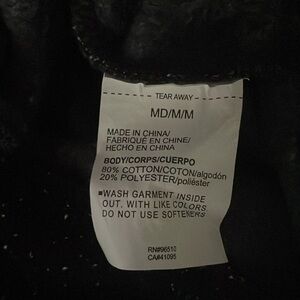 TEAR AWAY
MD/M/M
MADE IN CHINA/
FABRIQUÉ EN CHINE/
HECHO EN CHINA
BODY/CORPS/CUERPO
80% COTTON/COTON/algodón
20% POLYESTER/poliéster
■WASH GARMENT INSIDE
OUT, WITH LIKE COLORS
DO NOT USE SOFTENERS
RN#96510
CA#41095